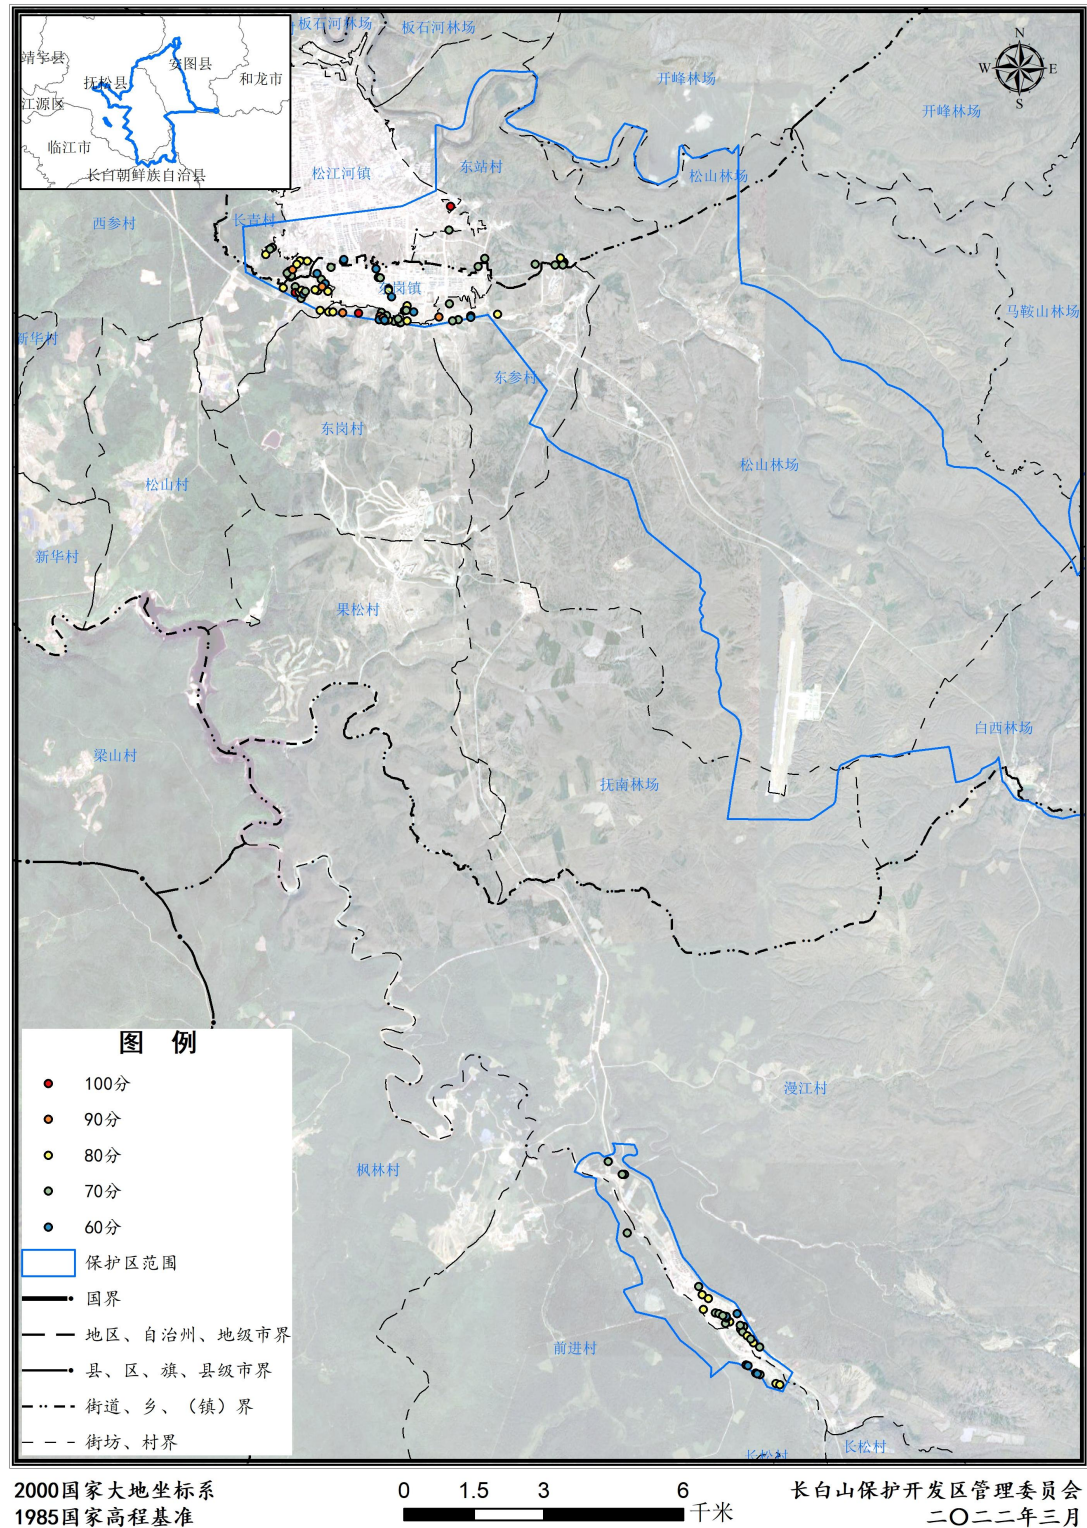 板石河林场
板石河林场
开峰林场
开峰林场
N
W
E
S
靖宇县
抚松县
安图县
和龙市
江源区
临江市
长白朝鲜族自治县
松江河镇
东站村
松山林场
西参村
长青村
东岗镇
马鞍山林场
新华村
东参村
东岗村
松山林场
松山村
新华村
果松村
白西林场
梁山村
抚南林场
漫江村
枫林村
前进村
长松村
长松村
图 例
100分
90分
80分
70分
60分
保护区范围
国界
地区、自治州、地级市界
县、区、旗、县级市界
街道、乡、（镇）界
街坊、村界
2000国家大地坐标系
1985国家高程基准
0 1.5 3 6
千米
长白山保护开发区管理委员会
二〇二二年三月